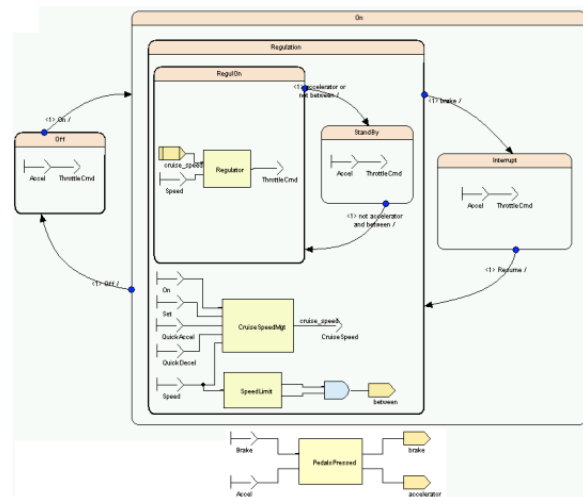 On
Regulation
RegulOn
<1> accelerator or
not between /
<1> brake /
<1> On /
Off
StandBy
cruise_speed
Regulator
Interrupt
Accel
ThrottleCmd
Speed
ThrottleCmd
Accel
ThrottleCmd
Accel
ThrottleCmd
<1> not accelerator
and between /
<1> Resume /
<1> Off /
On
Set
cruise_speed
CruiseSpeedMgt
CruiseSpeed
QuickAccel
QuickDecel
Speed
SpeedLimit
between
Brake
brake
PedalsPressed
Accel
accelerator